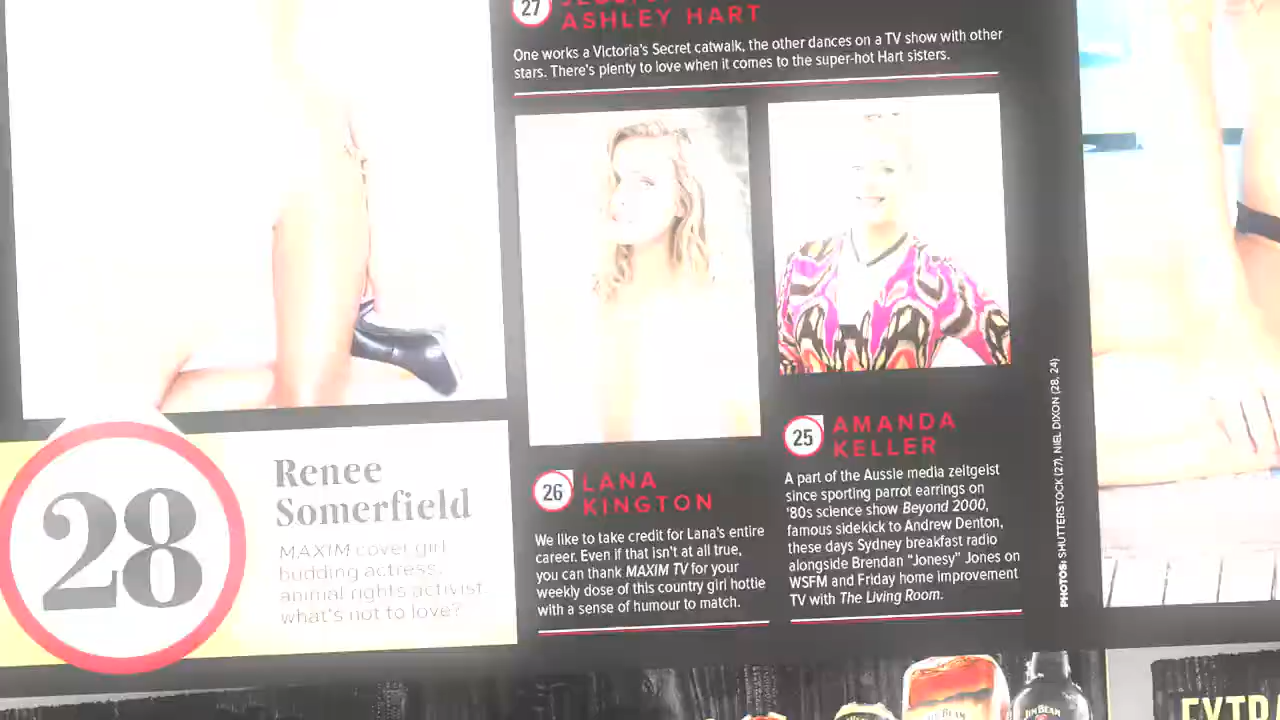 27
ASHLEY HART
One works a Victoria's Secret catwalk, the other dances on a TV show with other
stars. There's plenty to love when it comes to the super-hot Hart sisters.
28
Renee
Somerfield
MAXIM cover girl
budding actress,
animal rights activist,
what's not to love?
26
LANA
KINGTON
We like to take credit for Lana's entire
career. Even if that isn't at all true,
you can thank MAXIM TV for your
weekly dose of this country girl hottie
with a sense of humour to match.
25
AMANDA
KELLER
A part of the Aussie media zeitgeist
since sporting parrot earrings on
'80s science show Beyond 2000,
famous sidekick to Andrew Denton,
these days Sydney breakfast radio
alongside Brendan "Jonesy" Jones on
WSFM and Friday home improvement
TV with The Living Room.
PHOTOS: SHUTTERSTOCK (27), NIEL DIXON (28, 24)
JIM BEAM
JIM BEAM
EXTRA